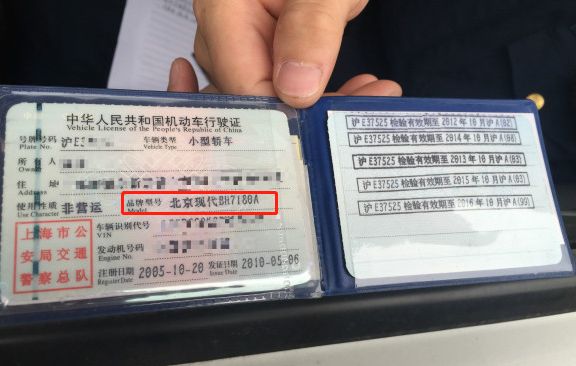 中华人民共和国机动车行驶证
Vehicle License of the People's Republic of China
号牌号码 沪E3 车辆类型 小型轿车
Plate No. Vehicle Type
所有人
Owner
住址
Address
使用性质 非营运 品牌型号 北京现代BH7180A
Use Character Model
上海市公
安局交通
警察总队
车辆识别代号
VIN
发动机号码
Engine No.
注册日期 2005-10-20 发证日期 2010-05-06
Register Date Issue Date
沪E37525 检验有效期至2012年10月沪A(92)
沪E37525 检验有效期至2014年10月沪A(98)
沪E37525 检验有效期至2013年10月沪A(93)
沪E37525 检验有效期至2015年10月沪A(93)
沪E37525 检验有效期至2016年10月沪A(99)